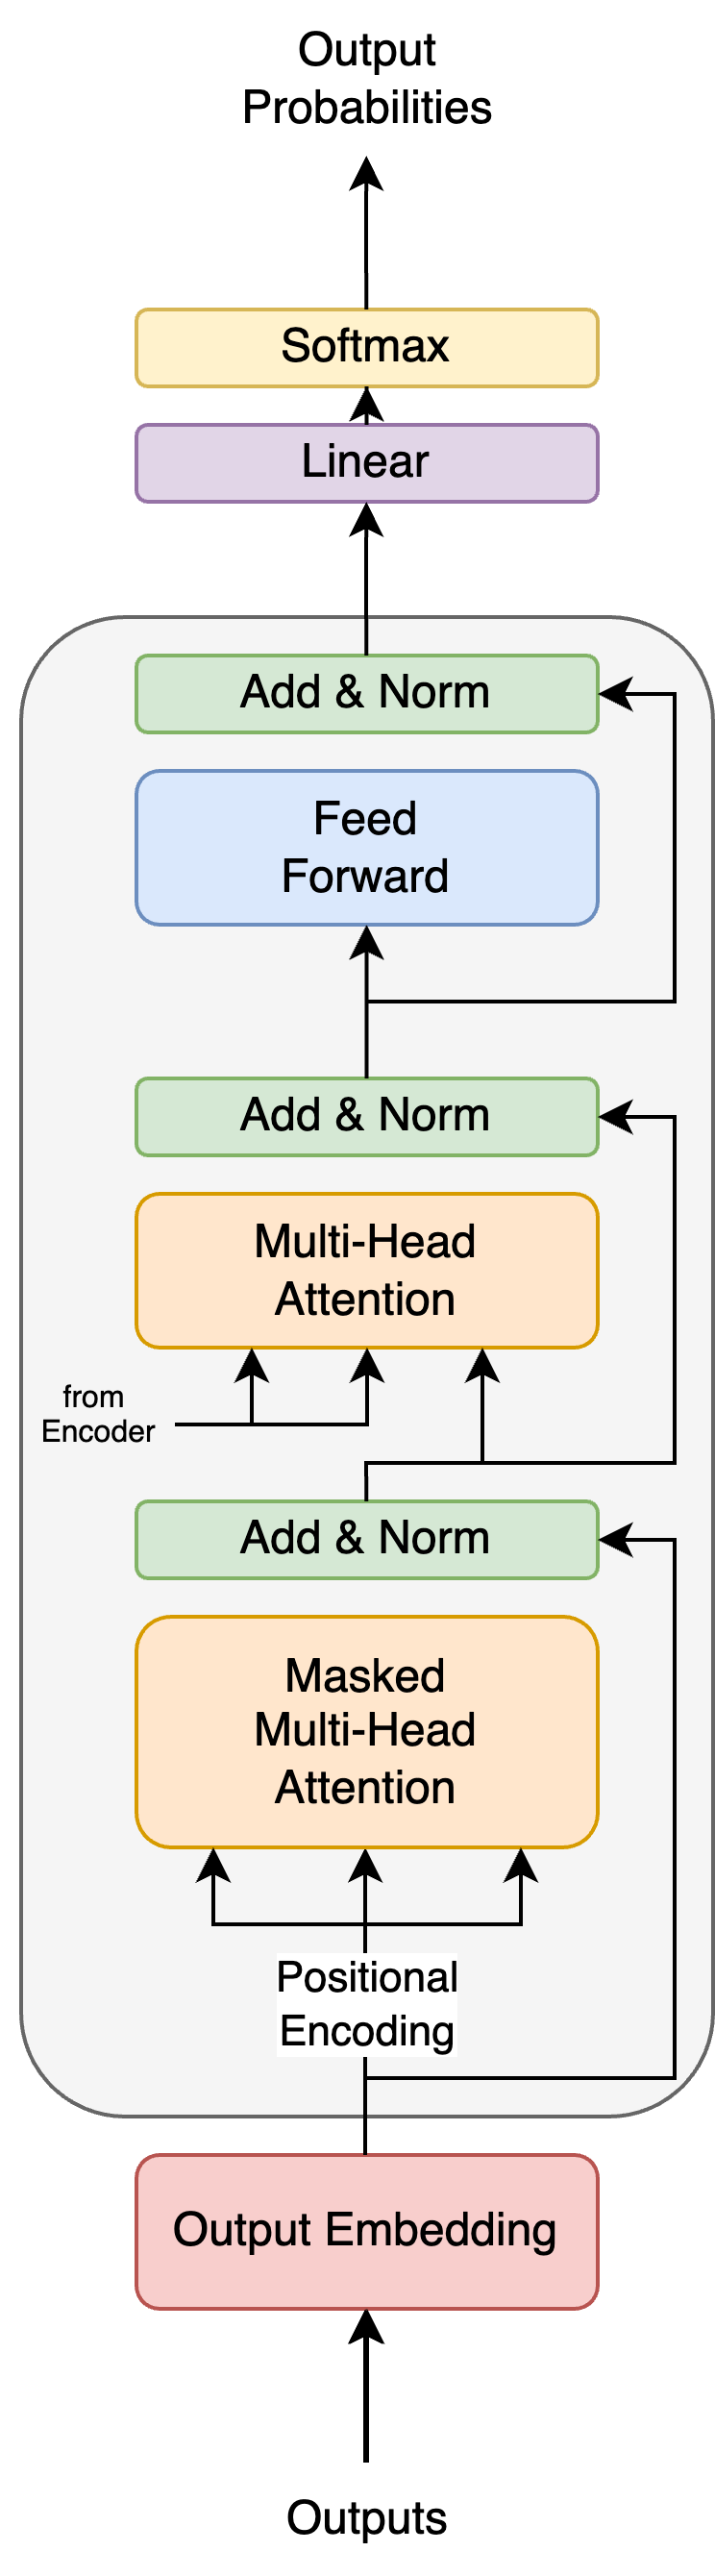 Output
Probabilities
Softmax
Linear
Add & Norm
Feed
Forward
Add & Norm
Multi-Head
Attention
from
Encoder
Add & Norm
Masked
Multi-Head
Attention
Positional
Encoding
Output Embedding
Outputs